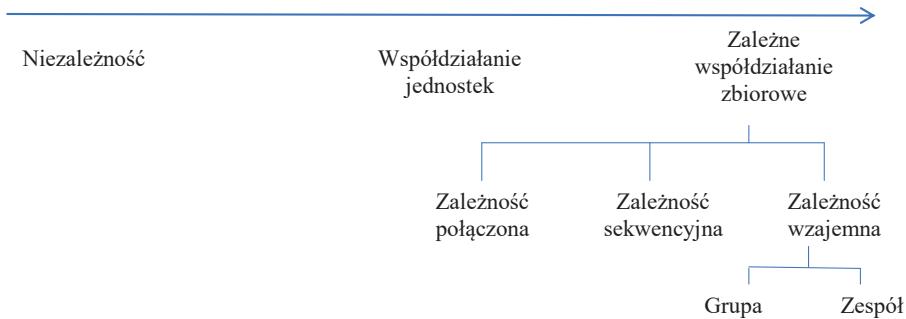 Niezależność
Współdziałanie
jednostek
Zależne
współdziałanie
zbiorowe
Zależność
połączona
Zależność
sekwencyjna
Zależność
wzajemna
Grupa
Zespół